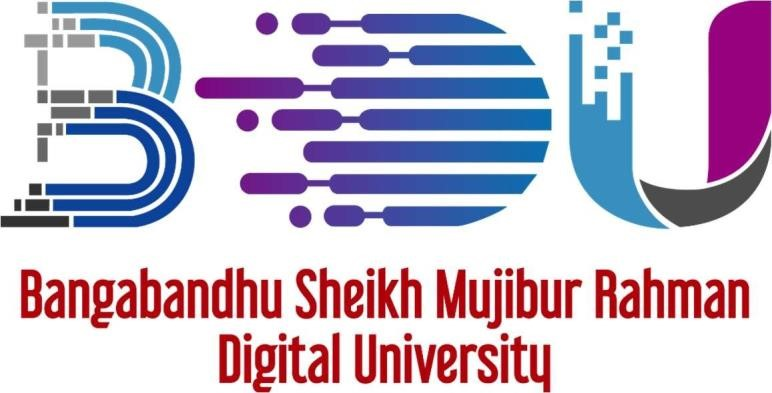 BDU
Bangabandhu Sheikh Mujibur Rahman
Digital University